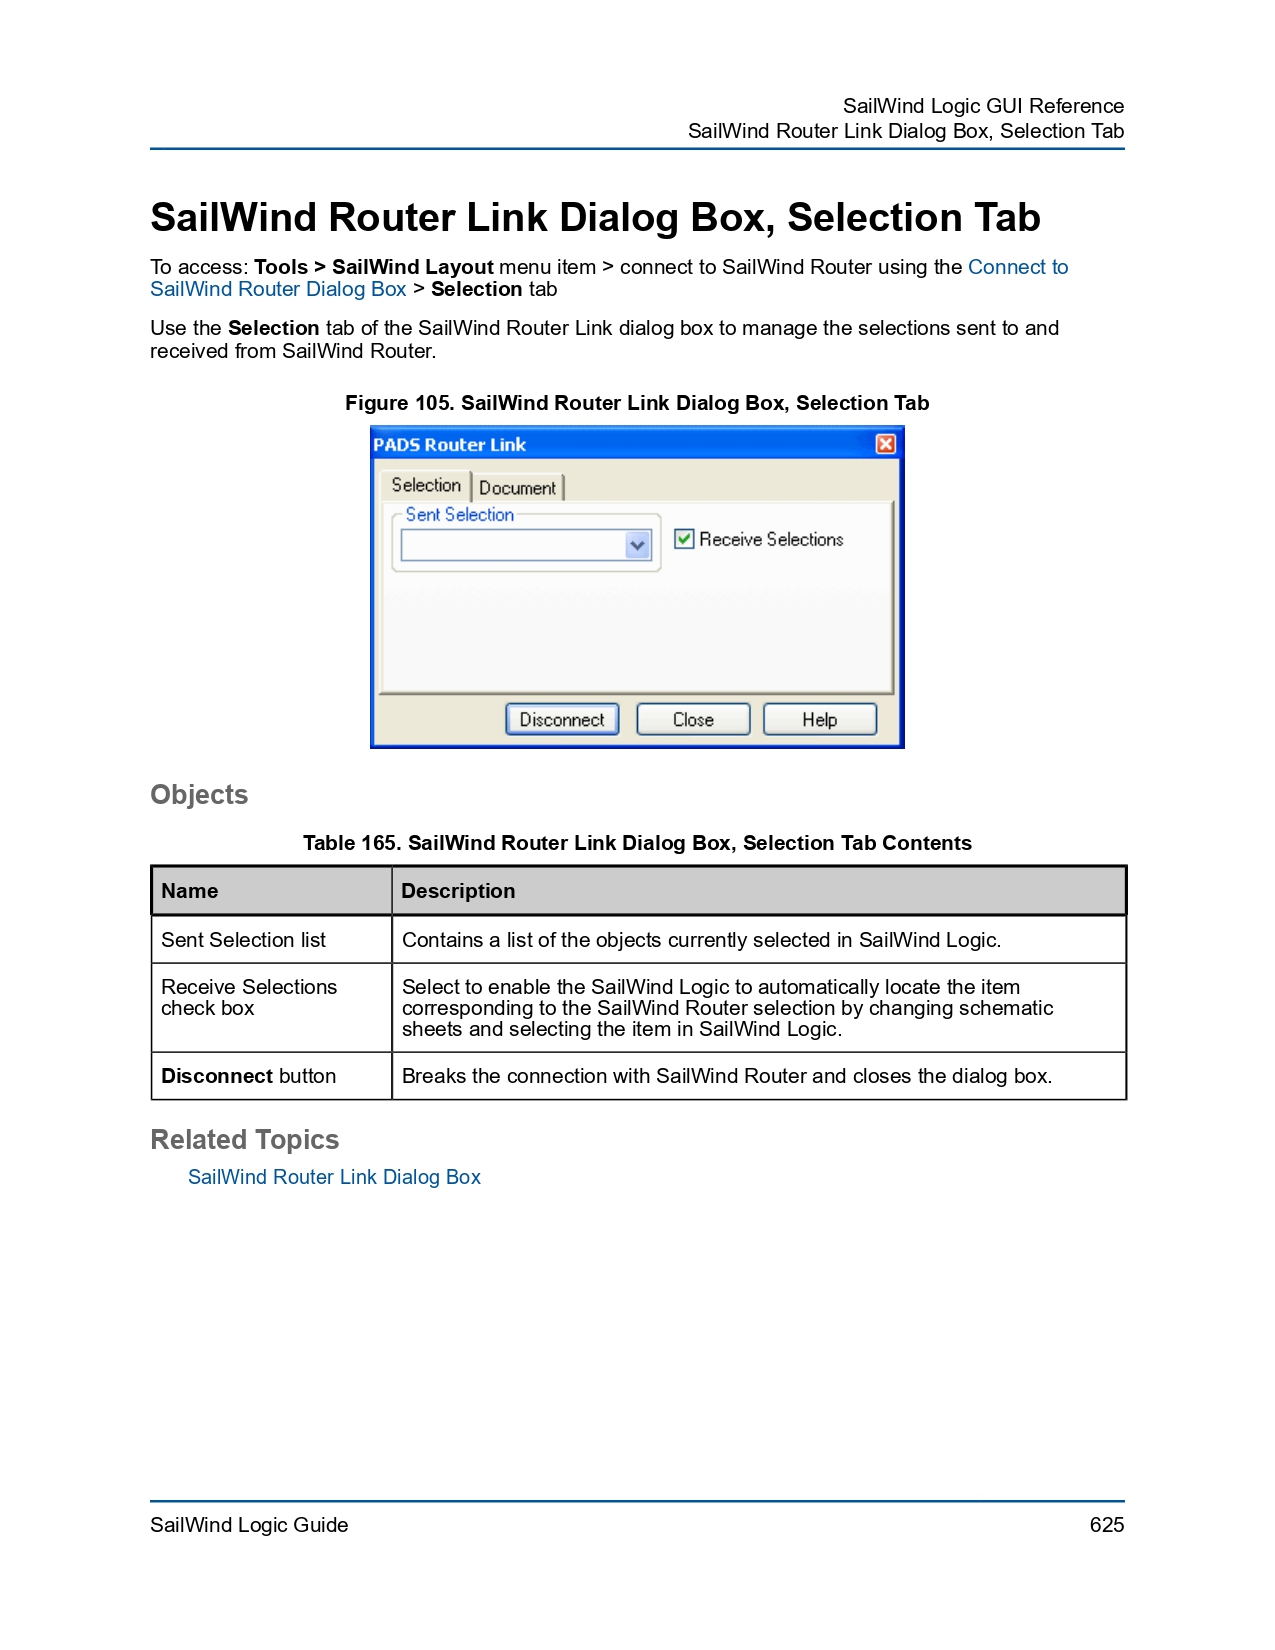 SailWind Logic GUI Reference
SailWind Router Link Dialog Box, Selection Tab
SailWind Router Link Dialog Box, Selection Tab
To access: Tools > SailWind Layout menu item > connect to SailWind Router using the Connect to
SailWind Router Dialog Box > Selection tab
Use the Selection tab of the SailWind Router Link dialog box to manage the selections sent to and
received from SailWind Router.
Figure 105. SailWind Router Link Dialog Box, Selection Tab
PADS Router Link
Selection Document
Sent Selection
Receive Selections
Disconnect Close Help
Objects
Table 165. SailWind Router Link Dialog Box, Selection Tab Contents
Name Description
Sent Selection list Contains a list of the objects currently selected in SailWind Logic.
Receive Selections Select to enable the SailWind Logic to automatically locate the item
check box corresponding to the SailWind Router selection by changing schematic
sheets and selecting the item in SailWind Logic.
Disconnect button Breaks the connection with SailWind Router and closes the dialog box.
Related Topics
SailWind Router Link Dialog Box
SailWind Logic Guide 625